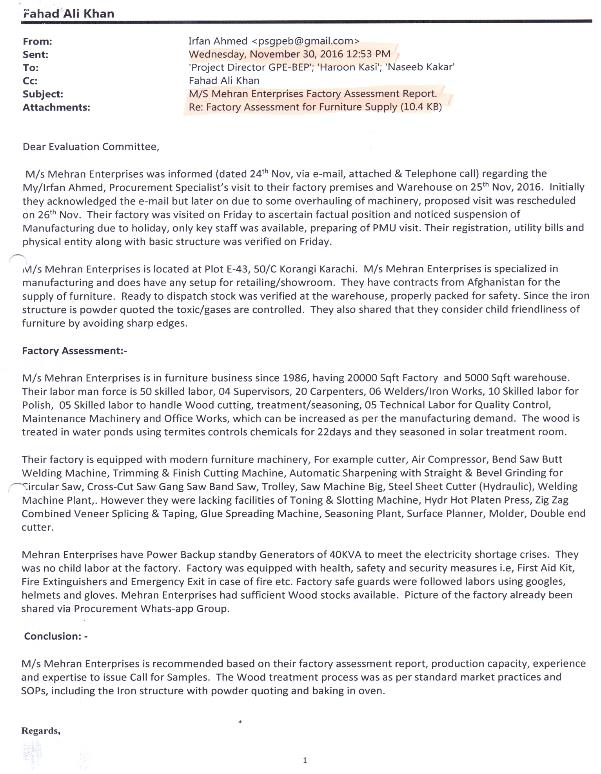 Fahad Ali Khan
From: Irfan Ahmed <psgpeb@gmail.com>
Sent: Wednesday, November 30, 2016 12:53 PM
To: 'Project Director GPE-BEP'; 'Haroon Kasi'; 'Naseeb Kakar'
Cc: Fahad Ali Khan
Subject: M/S Mehran Enterprises Factory Assessment Report.
Attachments: Re: Factory Assessment for Furniture Supply (10.4 KB)
Dear Evaluation Committee,
M/s Mehran Enterprises was informed (dated 24th Nov, via e-mail, attached & Telephone call) regarding the
My/Irfan Ahmed, Procurement Specialist's visit to their factory premises and Warehouse on 25th Nov, 2016. Initially
they acknowledged the e-mail but later on due to some overhauling of machinery, proposed visit was rescheduled
on 26th Nov. Their factory was visited on Friday to ascertain factual position and noticed suspension of
Manufacturing due to holiday, only key staff was available, preparing of PMU visit. Their registration, utility bills and
physical entity along with basic structure was verified on Friday.
M/s Mehran Enterprises is located at Plot E-43, 50/C Korangi Karachi. M/s Mehran Enterprises is specialized in
manufacturing and does have any setup for retailing/showroom. They have contracts from Afghanistan for the
supply of furniture. Ready to dispatch stock was verified at the warehouse, properly packed for safety. Since the iron
structure is powder quoted the toxic/gases are controlled. They also shared that they consider child friendliness of
furniture by avoiding sharp edges.
Factory Assessment:-
M/s Mehran Enterprises is in furniture business since 1986, having 20000 Sqft Factory and 5000 Sqft warehouse.
Their labor man force is 50 skilled labor, 04 Supervisors, 20 Carpenters, 06 Welders/Iron Works, 10 Skilled labor for
Polish, 05 Skilled labor to handle Wood cutting, treatment/seasoning, 05 Technical Labor for Quality Control,
Maintenance Machinery and Office Works, which can be increased as per the manufacturing demand. The wood is
treated in water ponds using termites controls chemicals for 22days and they seasoned in solar treatment room.
Their factory is equipped with modern furniture machinery, For example cutter, Air Compressor, Bend Saw Butt
Welding Machine, Trimming & Finish Cutting Machine, Automatic Sharpening with Straight & Bevel Grinding for
Circular Saw, Cross-Cut Saw Gang Saw Band Saw, Trolley, Saw Machine Big, Steel Sheet Cutter (Hydraulic), Welding
Machine Plant,. However they were lacking facilities of Toning & Slotting Machine, Hydr Hot Platen Press, Zig Zag
Combined Veneer Splicing & Taping, Glue Spreading Machine, Seasoning Plant, Surface Planner, Molder, Double end
cutter.
Mehran Enterprises have Power Backup standby Generators of 40KVA to meet the electricity shortage crises. They
was no child labor at the factory. Factory was equipped with health, safety and security measures i.e, First Aid Kit,
Fire Extinguishers and Emergency Exit in case of fire etc. Factory safe guards were followed labors using googles,
helmets and gloves. Mehran Enterprises had sufficient Wood stocks available. Picture of the factory already been
shared via Procurement Whats-app Group.
Conclusion: -
M/s Mehran Enterprises is recommended based on their factory assessment report, production capacity, experience
and expertise to issue Call for Samples. The Wood treatment process was as per standard market practices and
SOPs, including the Iron structure with powder quoting and baking in oven.
Regards,
1